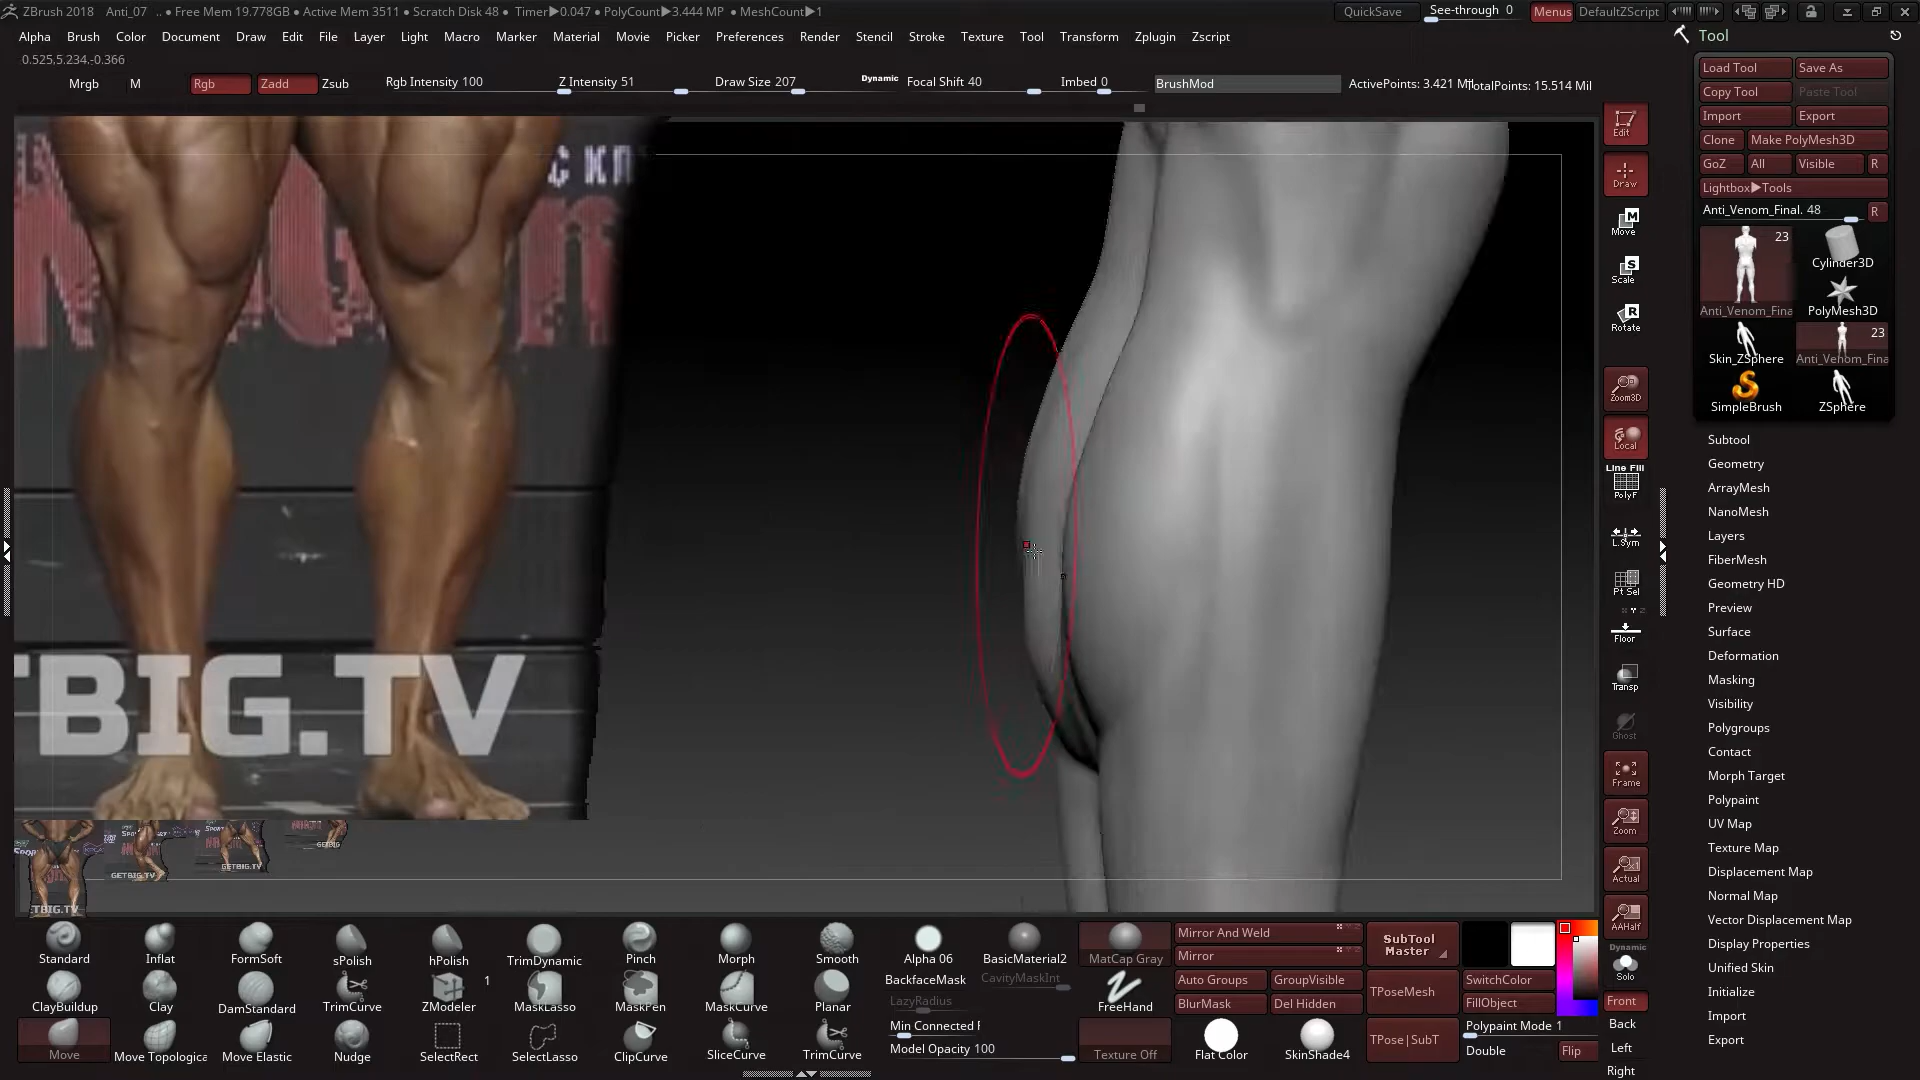 ZBrush 2018 Anti_07 .. • Free Mem 19.778GB • Active Mem 3511 • Scratch Disk 48 • Timer▶0.047 • PolyCount▶3.444 MP • MeshCount▶1 QuickSave See-through 0 Menus DefaultZScript
Alpha Brush Color Document Draw Edit File Layer Light Macro Marker Material Movie Picker Preferences Render Stencil Stroke Texture Tool Transform Zplugin Zscript
Tool
0.525,5.234,-0.366
Mrgb M Rgb Zadd Zsub Rgb Intensity 100 Z Intensity 51 Draw Size 207 Dynamic Focal Shift 40 Imbed 0 BrushMod ActivePoints: 3.421 Mil TotalPoints: 15.514 Mil
Load Tool Save As
Copy Tool Paste Tool
Import Export
Clone Make PolyMesh3D
GoZ All Visible R
Lightbox▶Tools
Anti_Venom_Final. 48 R
23
Cylinder3D
Anti_Venom_Fina PolyMesh3D
23
Skin_ZSphere Anti_Venom_Fina
SimpleBrush ZSphere
Subtool
Geometry
ArrayMesh
NanoMesh
Layers
FiberMesh
Geometry HD
Preview
Surface
Deformation
Masking
Visibility
Polygroups
Contact
Morph Target
Polypaint
UV Map
Texture Map
Displacement Map
Normal Map
Vector Displacement Map
Display Properties
Unified Skin
Initialize
Import
Export
Edit
Draw
Move
Scale
Rotate
Zoom3D
Local
Line Fill
PolyF
L.Sym
Pt Sel
Floor
Transp
Ghost
Frame
Zoom
Actual
AAHalf
Dynamic
Solo
Front
Back
Left
Right
TBIG.TV
GETBIG.TV
GETBIG.TV
GETBIG
TBIG.TV
Standard Inflat FormSoft sPolish hPolish TrimDynamic Pinch Morph Smooth Alpha 06 BasicMaterial2 MatCap Gray
ClayBuildup Clay DamStandard TrimCurve ZModeler 1 MaskLasso MaskPen MaskCurve Planar BackfaceMask CavityMaskInt LazyRadius FreeHand
Move Move Topologica Move Elastic Nudge SelectRect SelectLasso ClipCurve SliceCurve TrimCurve Min Connected Model Opacity 100 Texture Off
Mirror And Weld
Mirror
Auto Groups GroupVisible
BlurMask Del Hidden
Flat Color SkinShade4
SubTool Master
TPoseMesh
TPose|SubT
SwitchColor
FillObject
Polypaint Mode 1
Double Flip